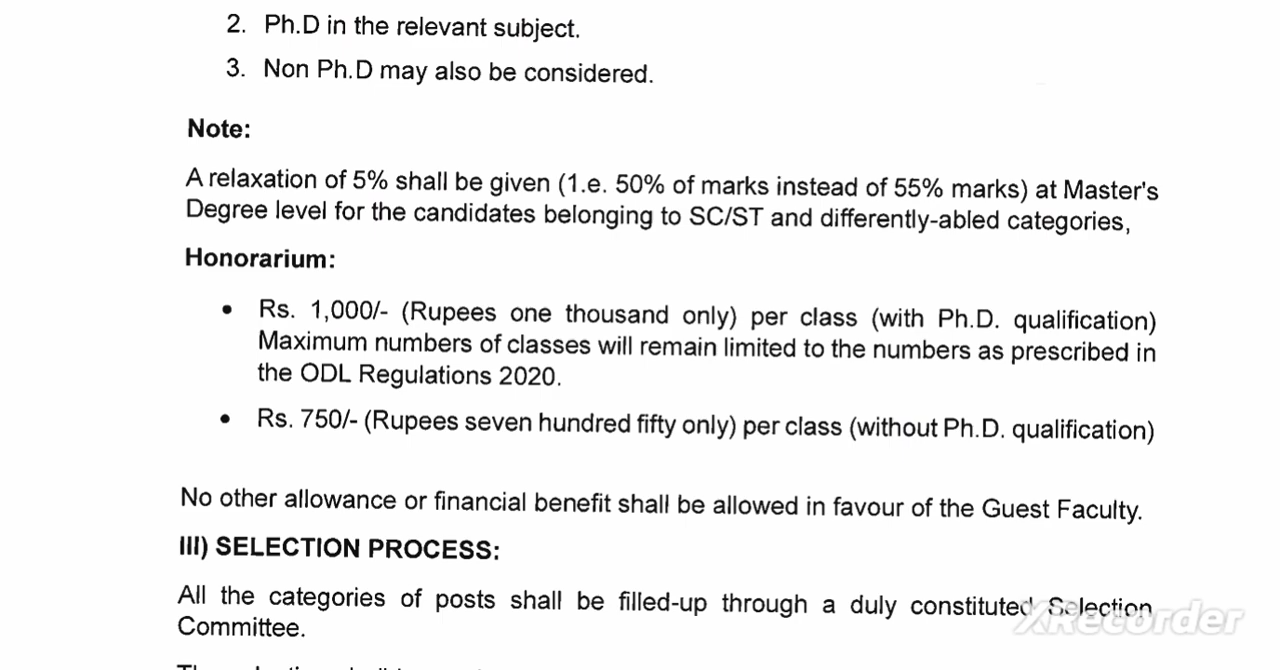 2. Ph.D in the relevant subject.
3. Non Ph.D may also be considered.
Note:
A relaxation of 5% shall be given (1.e. 50% of marks instead of 55% marks) at Master's
Degree level for the candidates belonging to SC/ST and differently-abled categories,
Honorarium:
• Rs. 1,000/- (Rupees one thousand only) per class (with Ph.D. qualification)
Maximum numbers of classes will remain limited to the numbers as prescribed in
the ODL Regulations 2020.
• Rs. 750/- (Rupees seven hundred fifty only) per class (without Ph.D. qualification)
No other allowance or financial benefit shall be allowed in favour of the Guest Faculty.
III) SELECTION PROCESS:
All the categories of posts shall be filled-up through a duly constituted Selection
Committee.
XRecorder